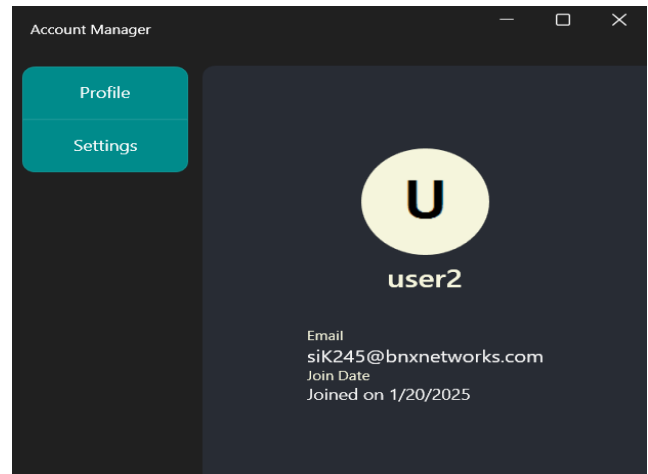 Account Manager
Profile
Settings
U
user2
Email
siK245@bnxnetworks.com
Join Date
Joined on 1/20/2025